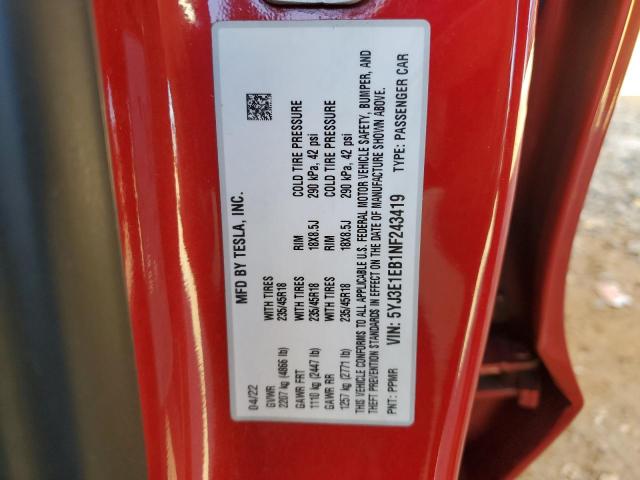 MFD BY TESLA, INC.
04/22
GVWR WITH TIRES RIM COLD TIRE PRESSURE
2207 kg (4866 lb) 235/45R18 18X8.5J 290 kPa, 42 psi
GAWR FRT WITH TIRES RIM COLD TIRE PRESSURE
1110 kg (2447 lb) 235/45R18 18X8.5J 290 kPa, 42 psi
GAWR RR WITH TIRES
1257 kg (2771 lb) 235/45R18
THIS VEHICLE CONFORMS TO ALL APPLICABLE U.S. FEDERAL MOTOR VEHICLE SAFETY, BUMPER, AND
THEFT PREVENTION STANDARDS IN EFFECT ON THE DATE OF MANUFACTURE SHOWN ABOVE.
VIN: 5YJ3E1EB1NF243419
PNT: PPMR TYPE: PASSENGER CAR